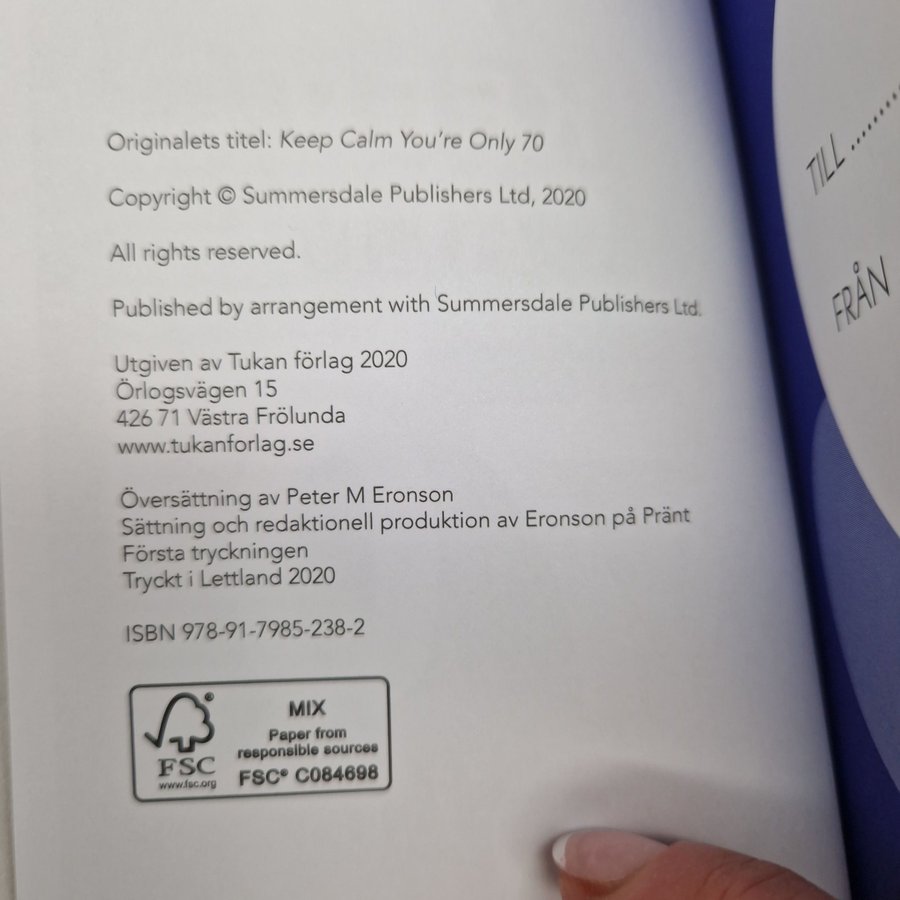 Originalets titel: Keep Calm You're Only 70
Copyright © Summersdale Publishers Ltd, 2020
All rights reserved.
Published by arrangement with Summersdale Publishers Ltd.
Utgiven av Tukan förlag 2020
Örlogsvägen 15
426 71 Västra Frölunda
www.tukanforlag.se
Översättning av Peter M Eronson
Sättning och redaktionell produktion av Eronson på Pränt
Första tryckningen
Tryckt i Lettland 2020
ISBN 978-91-7985-238-2
FSC
www.fsc.org
MIX
Paper from
responsible sources
FSC® C084698
TILL..........
FRÅN